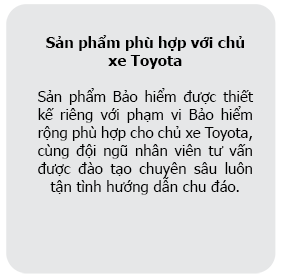 Sản phẩm phù hợp với chủ
xe Toyota
Sản phẩm Bảo hiểm được thiết
kế riêng với phạm vi Bảo hiểm
rộng phù hợp cho chủ xe Toyota,
cùng đội ngũ nhân viên tư vấn
được đào tạo chuyên sâu luôn
tận tình hướng dẫn chu đáo.